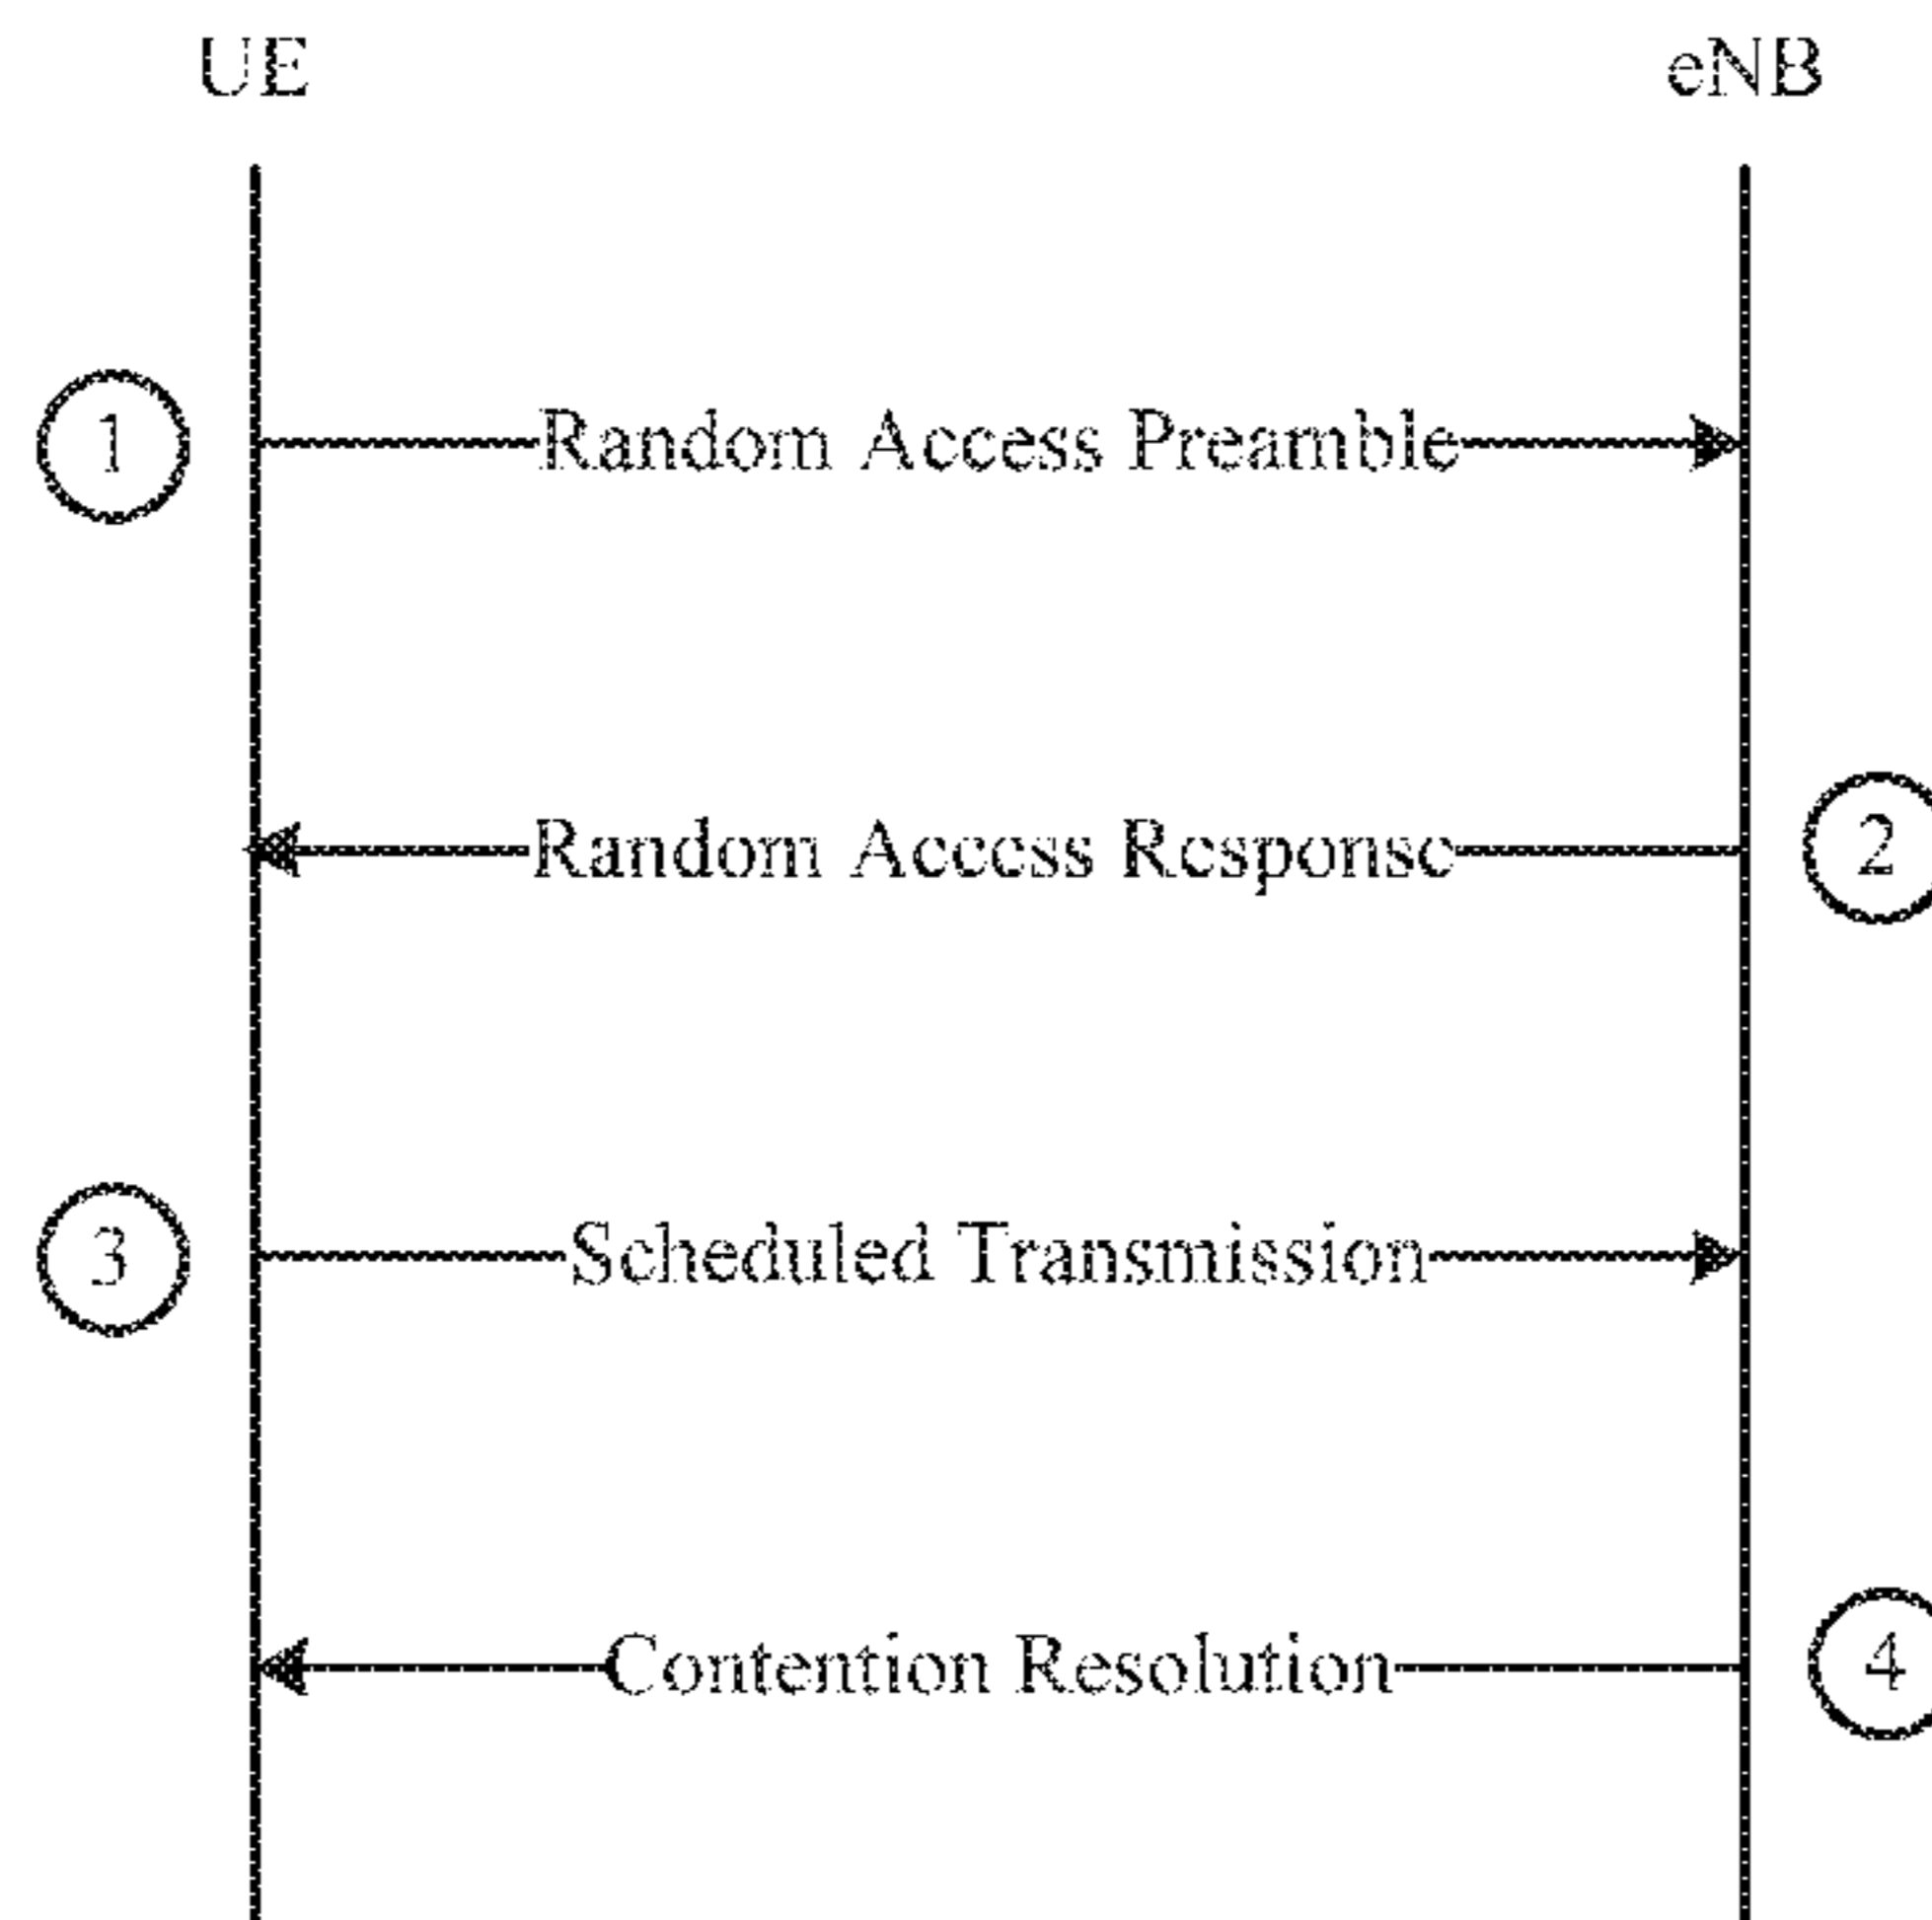 UE eNB
1 Random Access Preamble
Random Access Response 2
3 Scheduled Transmission
Contention Resolution 4